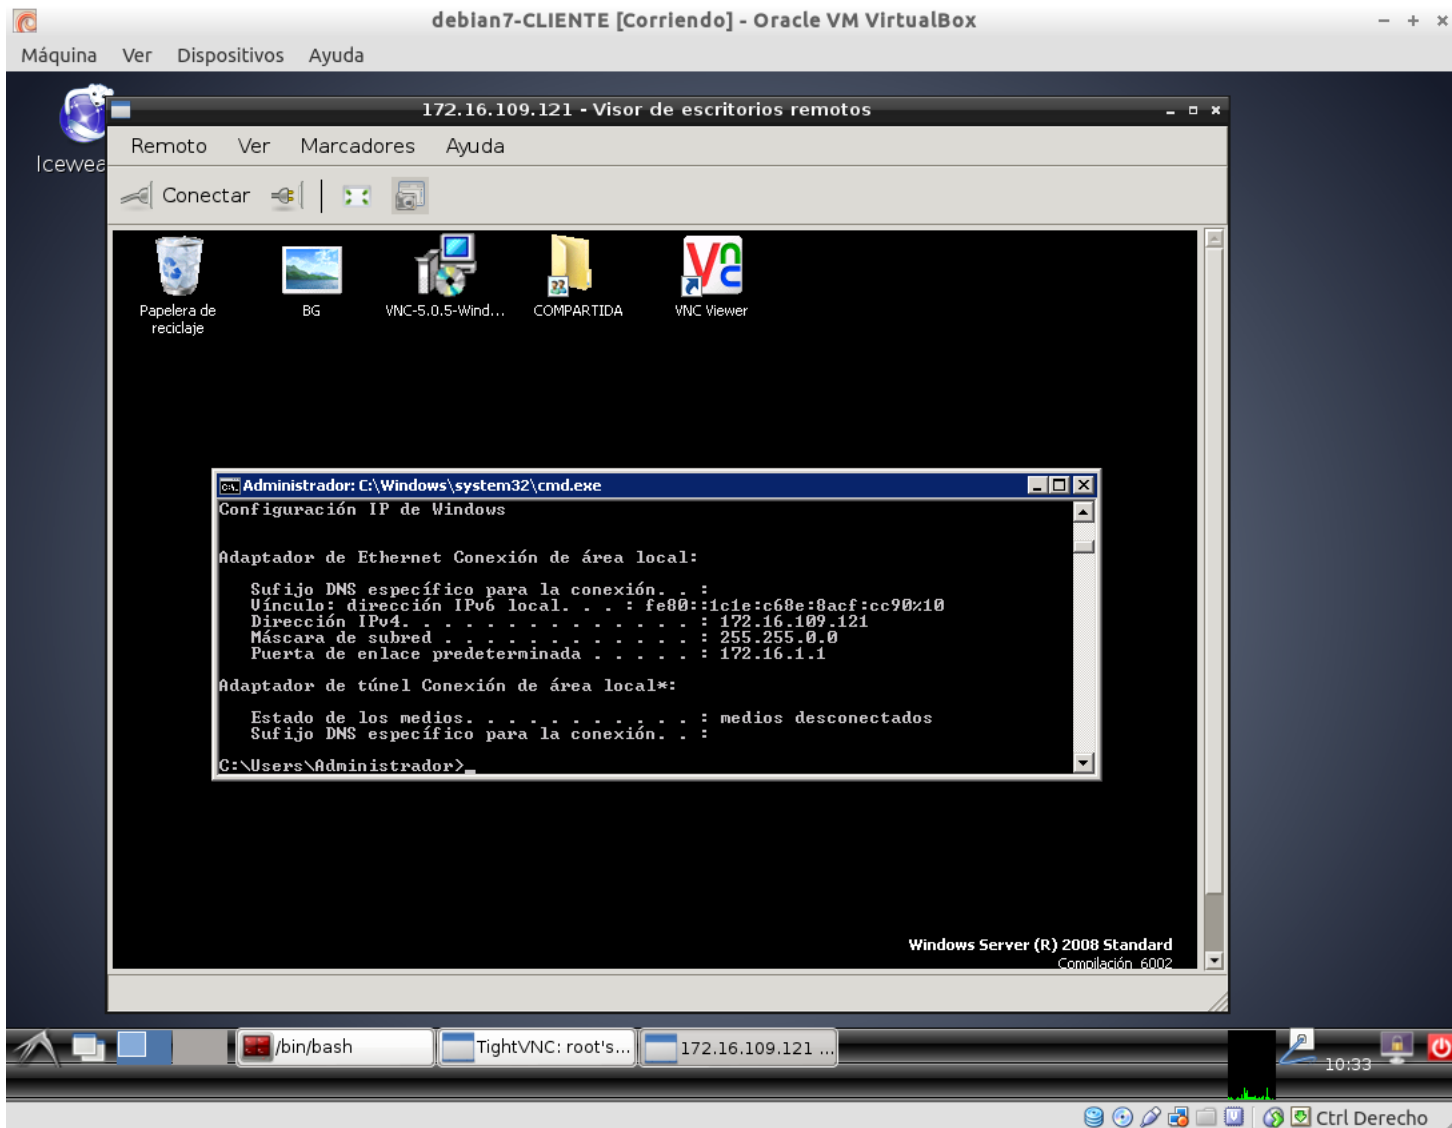 debian7-CLIENTE [Corriendo] - Oracle VM VirtualBox
Máquina Ver Dispositivos Ayuda
172.16.109.121 - Visor de escritorios remotos
Icewea
Remoto Ver Marcadores Ayuda
Conectar
Papelera de
reciclaje
BG
VNC-5.0.5-Wind...
COMPARTIDA
VNC Viewer
Administrador: C:\Windows\system32\cmd.exe
Configuración IP de Windows
Adaptador de Ethernet Conexión de área local:
Sufijo DNS específico para la conexión. . :
Vínculo: dirección IPv6 local. . . : fe80::1c1e:c68e:8acf:cc90%10
Dirección IPv4. . . . . . . . . . . . . . : 172.16.109.121
Máscara de subred . . . . . . . . . . . . : 255.255.0.0
Puerta de enlace predeterminada . . . . . : 172.16.1.1
Adaptador de túnel Conexión de área local*:
Estado de los medios. . . . . . . . . . . : medios desconectados
Sufijo DNS específico para la conexión. . :
C:\Users\Administrador>_
Windows Server (R) 2008 Standard
Compilación 6002
/bin/bash
TightVNC: root's...
172.16.109.121 ...
10:33
Ctrl Derecho